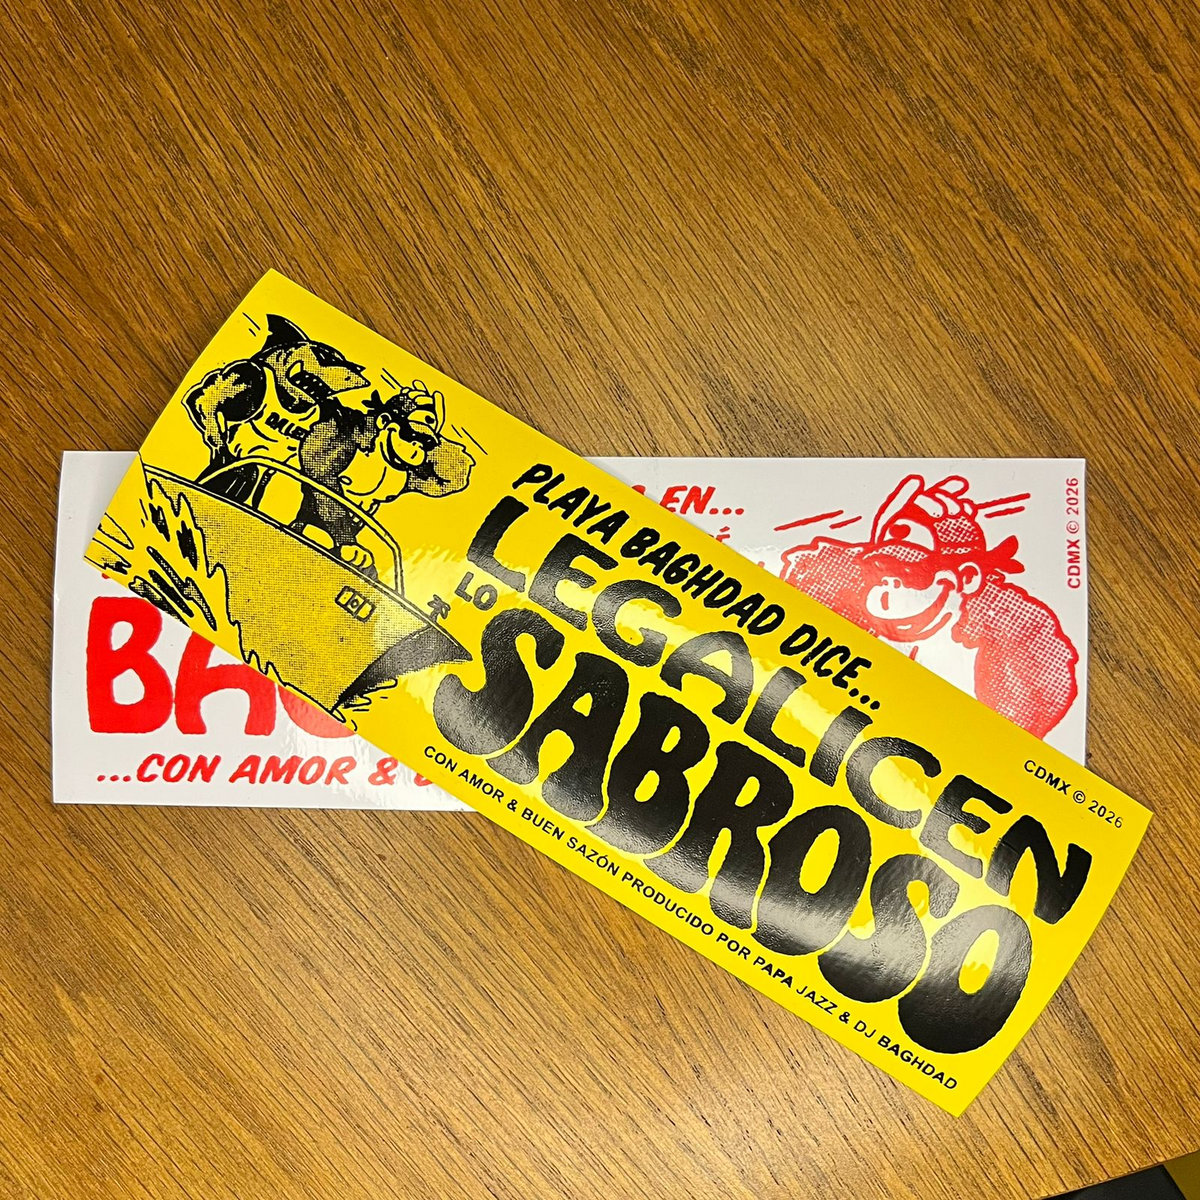 PLAYA BAGHDAD DICE...
LEGALICEN
LO
SABROSO
CON AMOR & BUEN SAZÓN PRODUCIDO POR PAPA JAZZ & DJ BAGHDAD
CDMX © 2026
EN...
...CON AMOR &
CDMX © 2026